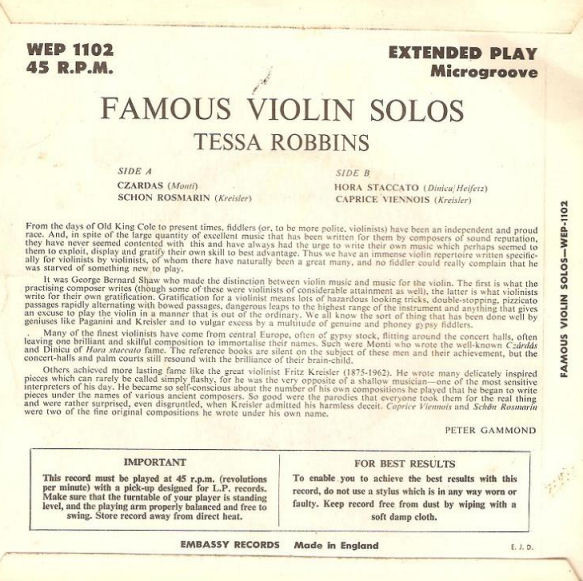 WEP 1102
45 R.P.M.
EXTENDED PLAY
Microgroove
FAMOUS VIOLIN SOLOS
TESSA ROBBINS
SIDE A
CZARDAS (Monti)
SCHON ROSMARIN (Kreisler)
SIDE B
HORA STACCATO (Dinicu/Heifetz)
CAPRICE VIENNOIS (Kreisler)
From the days of Old King Cole to present times, fiddlers (or, to be more polite, violinists) have been an independent and proud
race. And, in spite of the large quantity of excellent music that has been written for them by composers of sound reputation,
they have never seemed contented with this and have always had the urge to write their own music which perhaps seemed to
them to exploit, display and gratify their own skill to best advantage. Thus we have an immense violin repertoire written specific-
ally for violinists by violinists, of whom there have naturally been a great many, and no fiddler could really complain that he
was starved of something new to play.
It was George Bernard Shaw who made the distinction between violin music and music for the violin. The first is what the
practising composer writes (though some of these were violinists of considerable attainment as well), the latter is what violinists
write for their own gratification. Gratification for a violinist means lots of hazardous looking tricks, double-stopping, pizzicato
passages rapidly alternating with bowed passages, dangerous leaps to the highest range of the instrument and anything that gives
an excuse to play the violin in a manner that is out of the ordinary. We all know the sort of thing that has been done well by
geniuses like Paganini and Kreisler and to vulgar excess by a multitude of genuine and phoney gypsy fiddlers.
Many of the finest violinists have come from central Europe, often of gypsy stock, flitting around the concert halls, often
leaving one brilliant and skilful composition to immortalise their names. Such were Monti who wrote the well-known Czárdás
and Dinicu of Hora staccato fame. The reference books are silent on the subject of these men and their achievement, but the
concert-halls and palm courts still resound with the brilliance of their brain-child.
Others achieved more lasting fame like the great violinist Fritz Kreisler (1875-1962). He wrote many delicately inspired
pieces which can rarely be called simply flashy, for he was the very opposite of a shallow musician—one of the most sensitive
interpreters of his day. He became so self-conscious about the number of his own compositions he played that he began to write
pieces under the names of various ancient composers. So good were the parodies that everyone took them for the real thing
and were rather surprised, even disgruntled, when Kreisler admitted his harmless deceit. Caprice Viennois and Schön Rosmarin
were two of the fine original compositions he wrote under his own name.
PETER GAMMOND
IMPORTANT
This record must be played at 45 r.p.m. (revolutions
per minute) with a pick-up designed for L.P. records.
Make sure that the turntable of your player is standing
level, and the playing arm properly balanced and free to
swing. Store record away from direct heat.
FOR BEST RESULTS
To enable you to achieve the best results with this
record, do not use a stylus which is in any way worn or
faulty. Keep record free from dust by wiping with a
soft damp cloth.
EMBASSY RECORDS Made in England
E. J. D.
FAMOUS VIOLIN SOLOS—WEP-1102